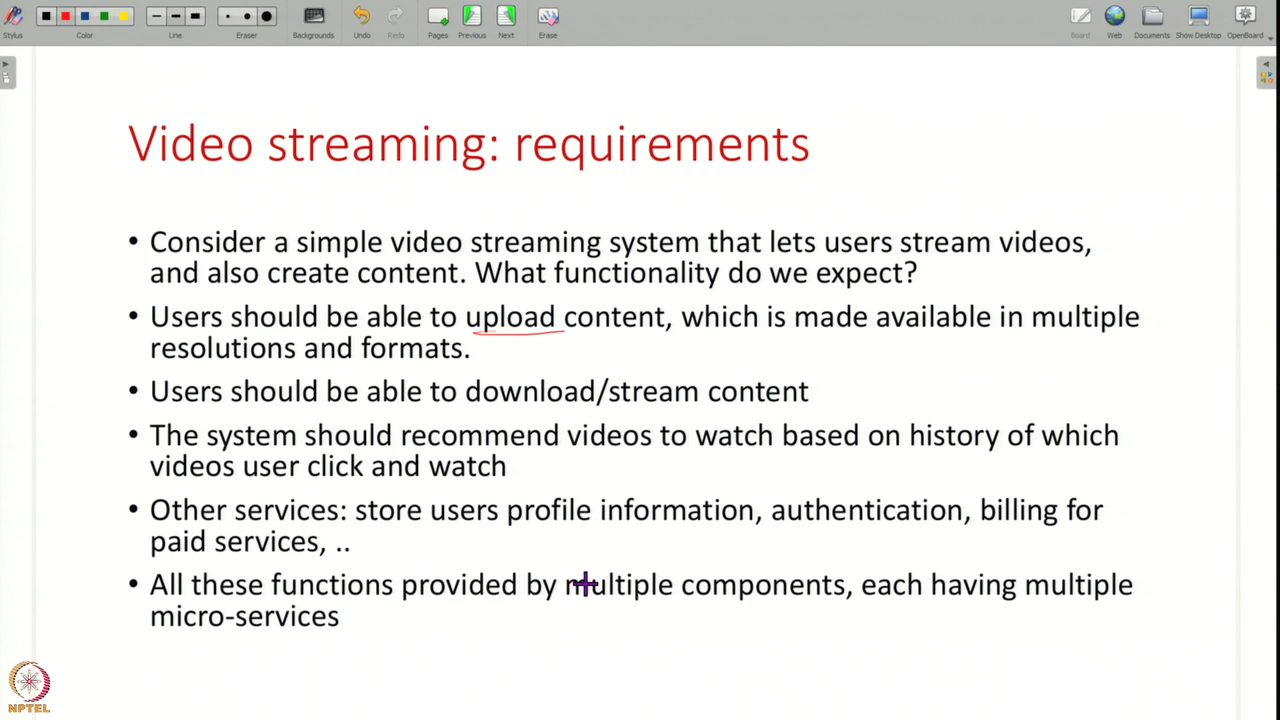 Stylus
Color
Line
Eraser
Backgrounds
Undo
Redo
Pages
Previous
Next
Erase
Board
Web
Documents
Show Desktop
OpenBoard
Video streaming: requirements
• Consider a simple video streaming system that lets users stream videos,
and also create content. What functionality do we expect?
• Users should be able to upload content, which is made available in multiple
resolutions and formats.
• Users should be able to download/stream content
• The system should recommend videos to watch based on history of which
videos user click and watch
• Other services: store users profile information, authentication, billing for
paid services, ..
• All these functions provided by multiple components, each having multiple
micro-services
NPTEL